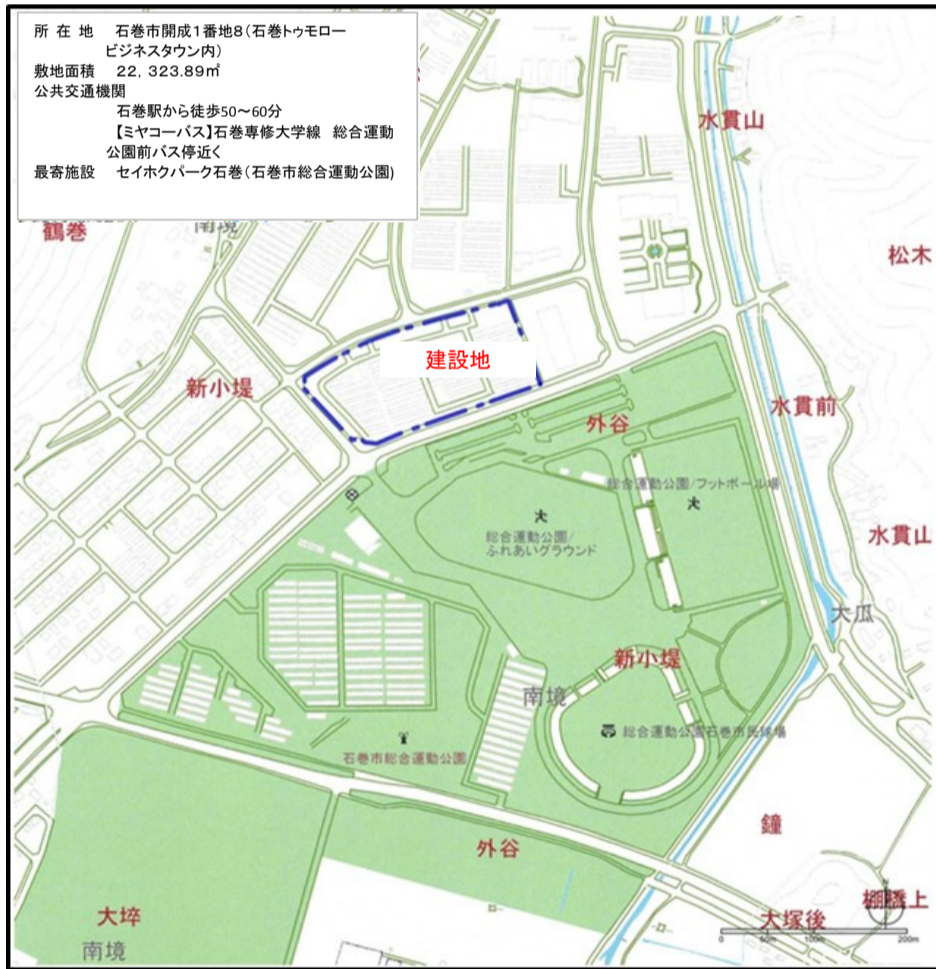 所 在 地　石巻市開成1番地8(石巻トゥモロー
ビジネスタウン内)
敷地面積　22,323.89㎡
公共交通機関
石巻駅から徒歩50～60分
【ミヤコーバス】石巻専修大学線　総合運動
公園前バス停近く
最寄施設　セイホクパーク石巻(石巻市総合運動公園)
水貫山
鶴巻
南境
松木
建設地
新小堤
水貫前
外谷
総合運動公園/フットボール場
総合運動公園/
ふれあいグラウンド
水貫山
大瓜
新小堤
南境
総合運動公園石巻市民球場
石巻市総合運動公園
鐘
外谷
棚橋上
大埣
大塚後
南境
0 50m 100m 200m